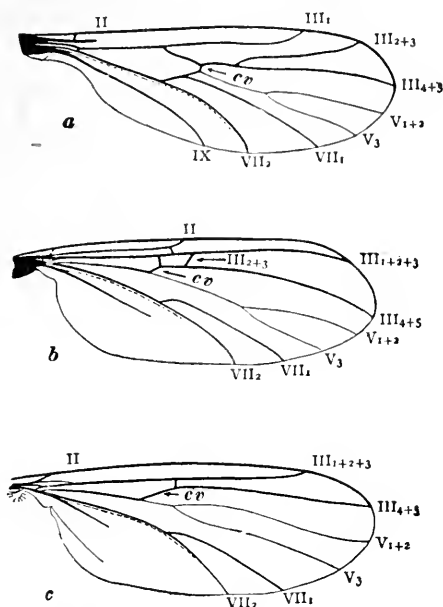 II
III₁
III₂₊₃
cv
III₄₊₃
V₁₊₂
V₃
a
IX
VII₂
VII₁
II
III₂₊₃
III₁₊₂₊₃
cv
III₄₊₅
V₁₊₂
V₃
b
VII₂
VII₁
II
III₁₊₂₊₃
cv
III₄₊₅
V₁₊₂
V₃
VII₁
VII₂
c